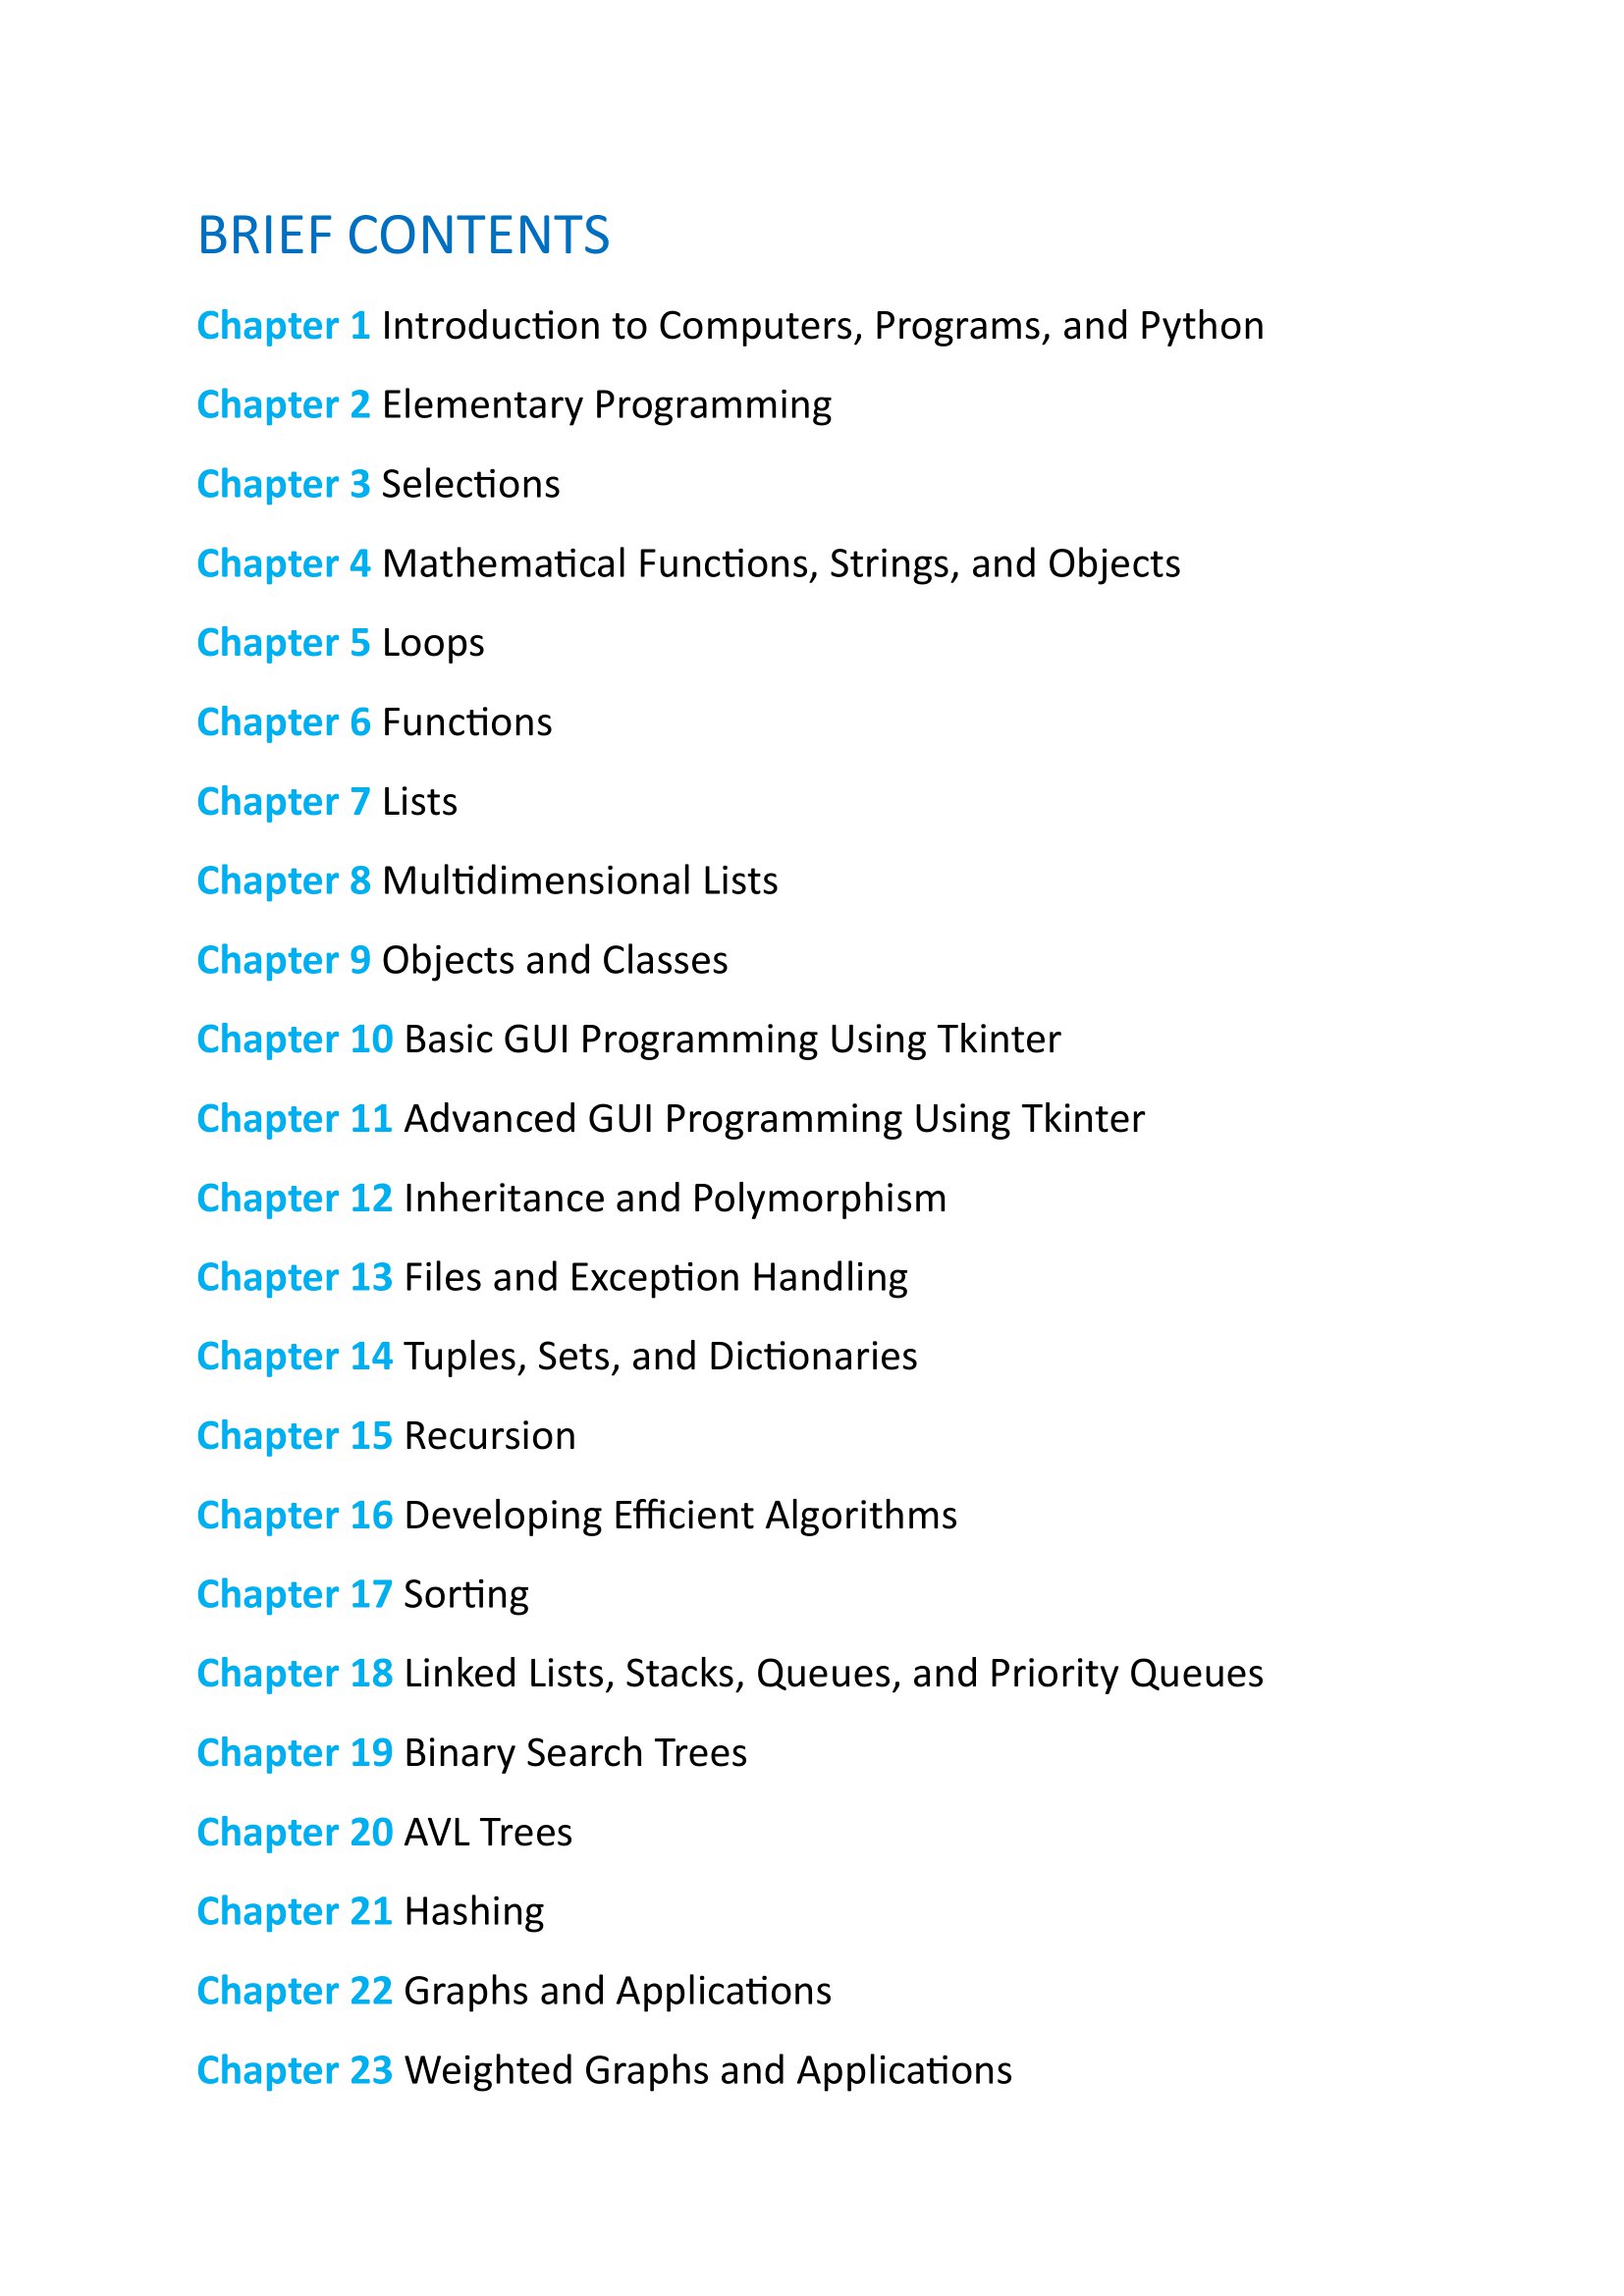 BRIEF CONTENTS
Chapter 1 Introduction to Computers, Programs, and Python
Chapter 2 Elementary Programming
Chapter 3 Selections
Chapter 4 Mathematical Functions, Strings, and Objects
Chapter 5 Loops
Chapter 6 Functions
Chapter 7 Lists
Chapter 8 Multidimensional Lists
Chapter 9 Objects and Classes
Chapter 10 Basic GUI Programming Using Tkinter
Chapter 11 Advanced GUI Programming Using Tkinter
Chapter 12 Inheritance and Polymorphism
Chapter 13 Files and Exception Handling
Chapter 14 Tuples, Sets, and Dictionaries
Chapter 15 Recursion
Chapter 16 Developing Efficient Algorithms
Chapter 17 Sorting
Chapter 18 Linked Lists, Stacks, Queues, and Priority Queues
Chapter 19 Binary Search Trees
Chapter 20 AVL Trees
Chapter 21 Hashing
Chapter 22 Graphs and Applications
Chapter 23 Weighted Graphs and Applications